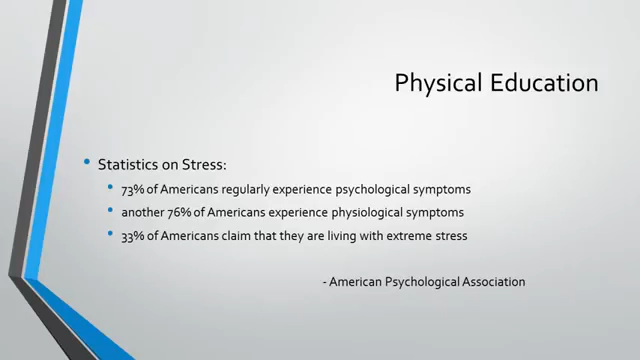 Physical Education
Statistics on Stress:
73% of Americans regularly experience psychological symptoms
another 76% of Americans experience physiological symptoms
33% of Americans claim that they are living with extreme stress
- American Psychological Association